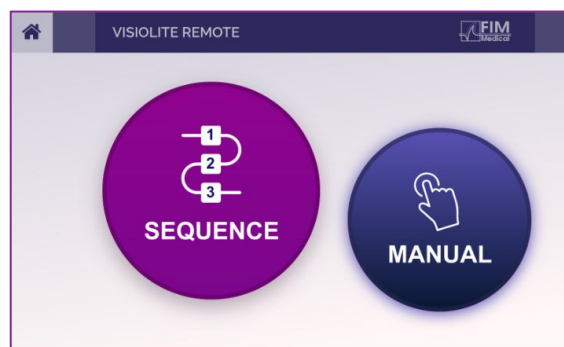 VISIOLITE REMOTE
FIM
Medical
1
2
3
SEQUENCE
MANUAL